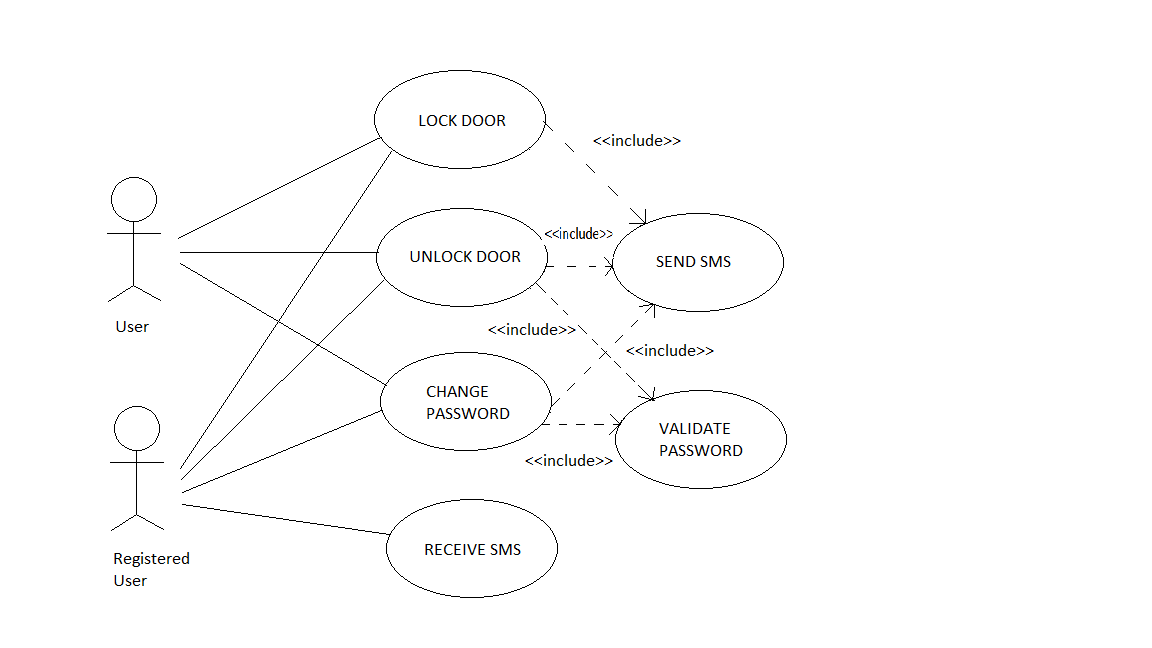 LOCK DOOR
<<include>>
<<include>>
UNLOCK DOOR
SEND SMS
User
<<include>>
<<include>>
CHANGE
PASSWORD
VALIDATE
PASSWORD
<<include>>
RECEIVE SMS
Registered
User